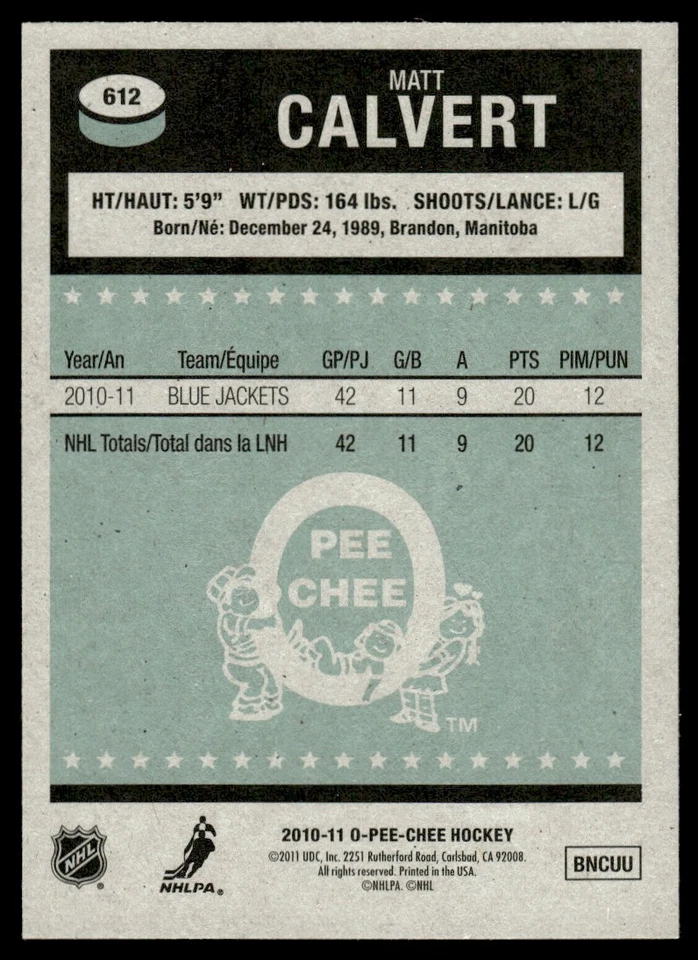 612
MATT
CALVERT
HT/HAUT: 5'9" WT/PDS: 164 lbs. SHOOTS/LANCE: L/G
Born/Né: December 24, 1989, Brandon, Manitoba
Year/An Team/Équipe GP/PJ G/B A PTS PIM/PUN
2010-11 BLUE JACKETS 42 11 9 20 12
NHL Totals/Total dans la LNH 42 11 9 20 12
O
PEE
CHEE
TM
NHL ®
NHLPA®
2010-11 O-PEE-CHEE HOCKEY
©2011 UDC, Inc. 2251 Rutherford Road, Carlsbad, CA 92008.
All rights reserved. Printed in the USA.
©NHLPA. ©NHL
BNCUU